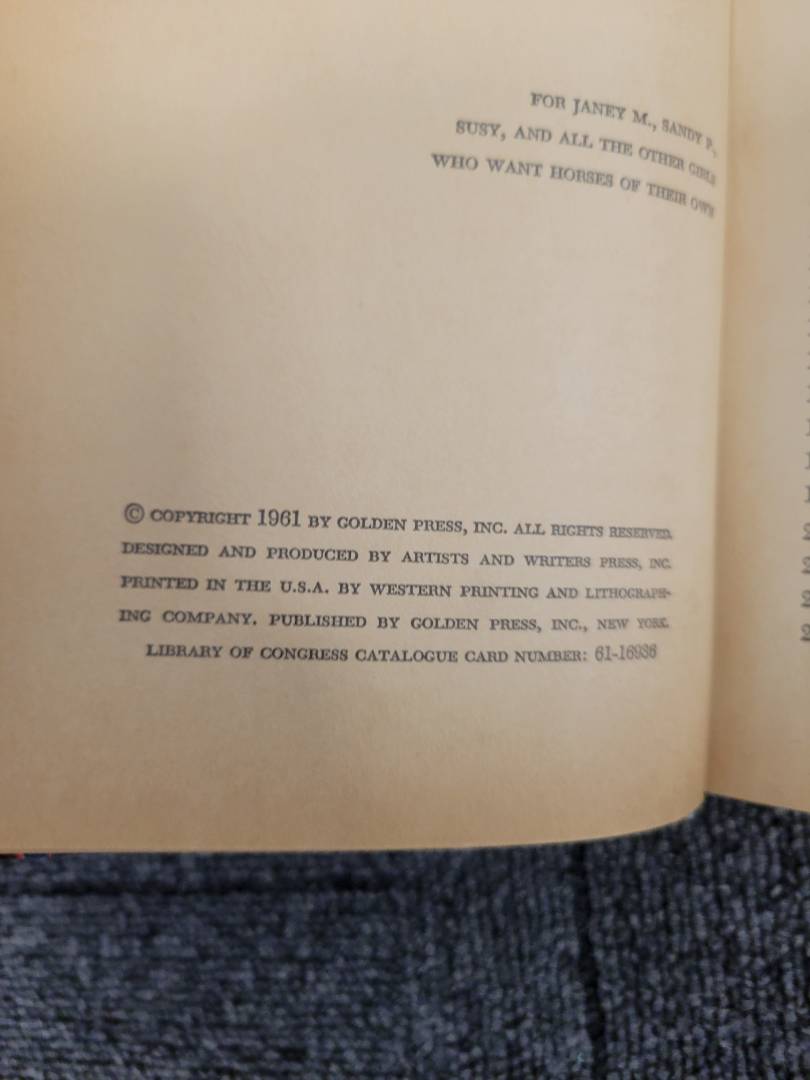 FOR JANEY M., SANDY P.,
SUSY, AND ALL THE OTHER GIRLS
WHO WANT HORSES OF THEIR OWN
© COPYRIGHT 1961 BY GOLDEN PRESS, INC. ALL RIGHTS RESERVED.
DESIGNED AND PRODUCED BY ARTISTS AND WRITERS PRESS, INC.
PRINTED IN THE U.S.A. BY WESTERN PRINTING AND LITHOGRAPH-
ING COMPANY. PUBLISHED BY GOLDEN PRESS, INC., NEW YORK.
LIBRARY OF CONGRESS CATALOGUE CARD NUMBER: